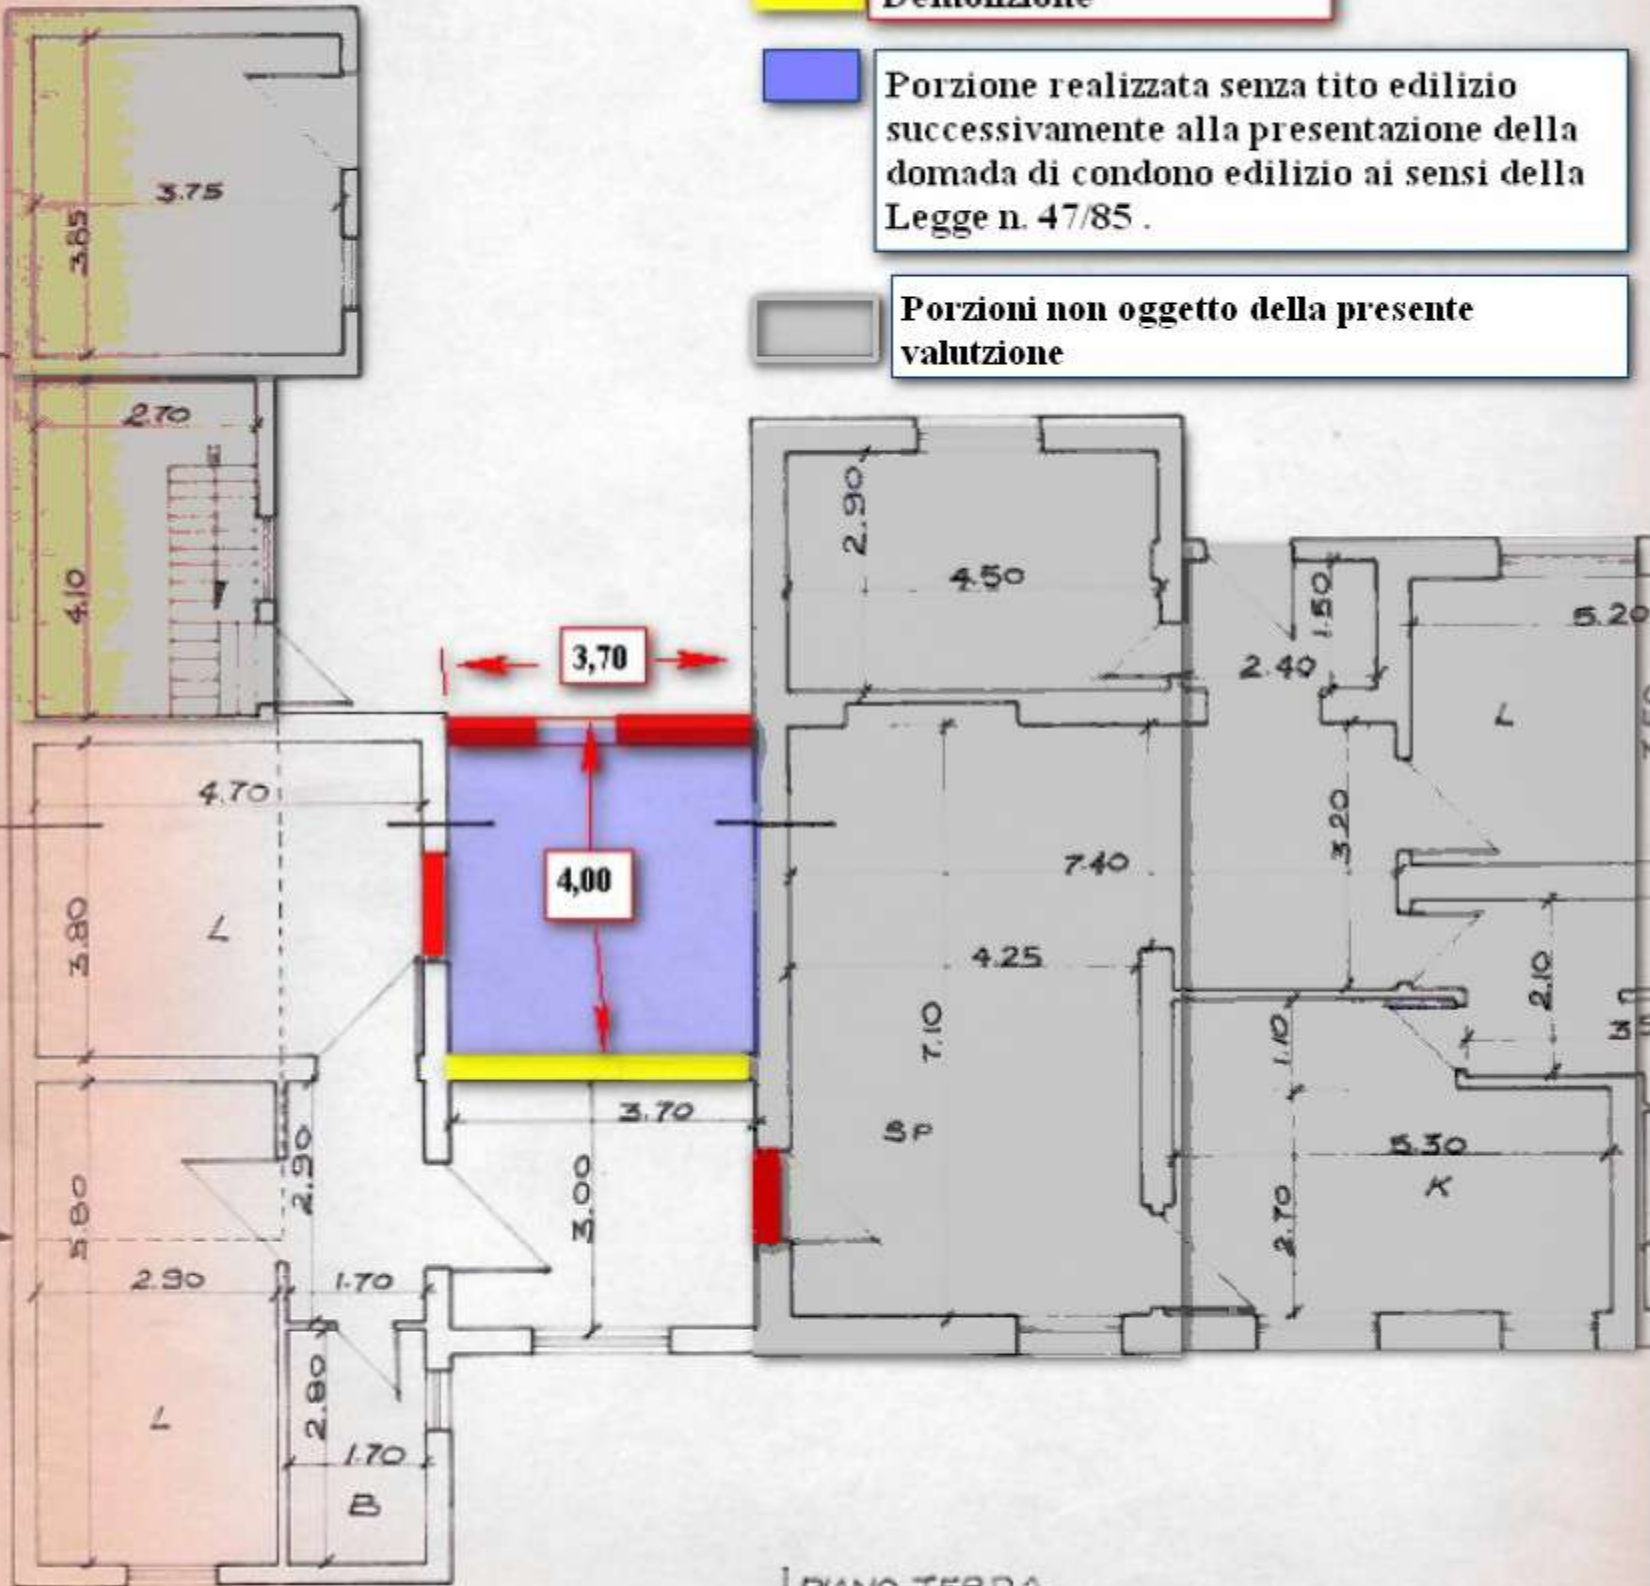 Demolizione
Porzione realizzata senza tito edilizio
successivamente alla presentazione della
domada di condono edilizio ai sensi della
Legge n. 47/85 .
Porzioni non oggetto della presente
valutzione
3.75
3.85
2.70
4.10
2.90
4.50
1.50
2.40
5.20
L
3,70
4.70
3.80
L
4,00
7.40
3.20
4.25
7.10
2.10
1.10
SP
3.70
3.00
5.30
K
2.70
2.90
5.80
2.90
1.70
2.80
L
1.70
B
PIANO TERRA